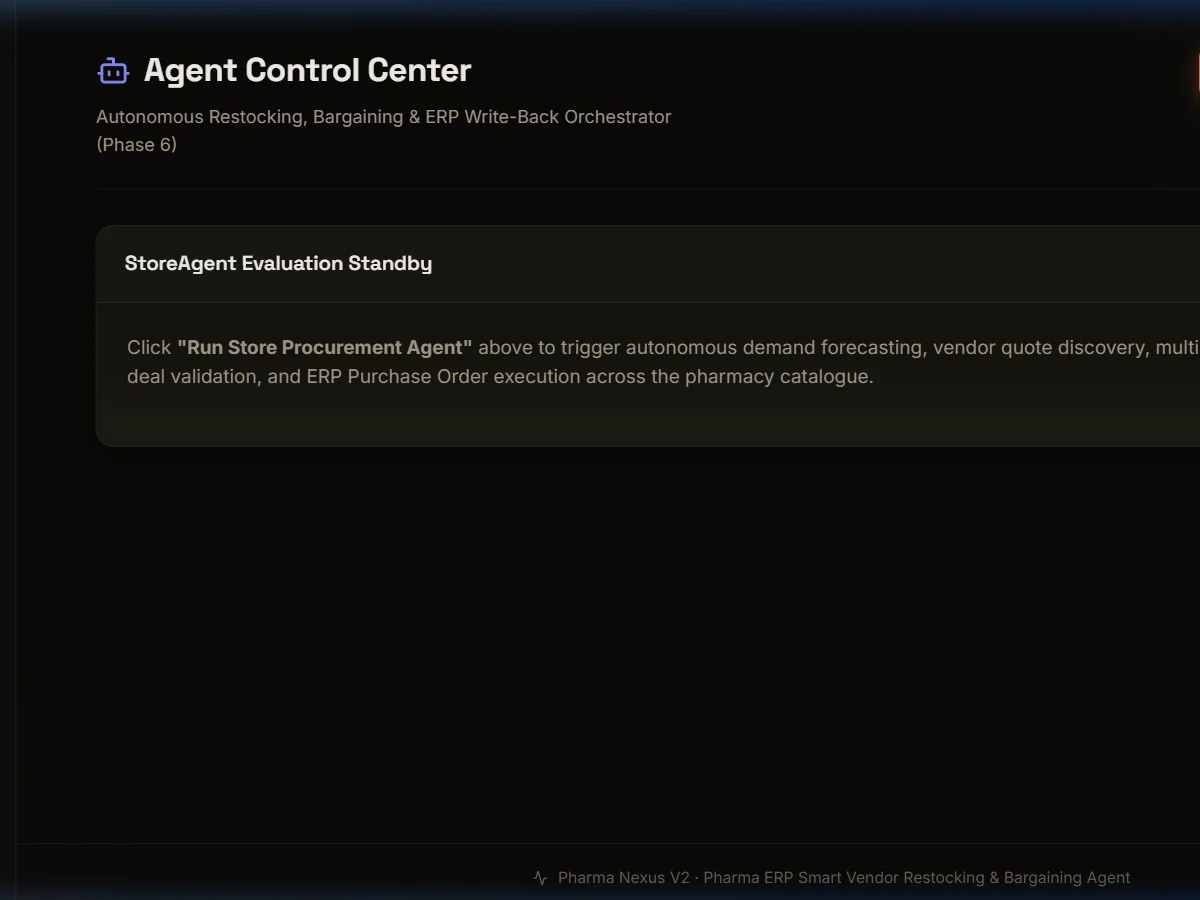 Agent Control Center
Autonomous Restocking, Bargaining & ERP Write-Back Orchestrator
(Phase 6)
StoreAgent Evaluation Standby
Click "Run Store Procurement Agent" above to trigger autonomous demand forecasting, vendor quote discovery, multi
deal validation, and ERP Purchase Order execution across the pharmacy catalogue.
Pharma Nexus V2 · Pharma ERP Smart Vendor Restocking & Bargaining Agent